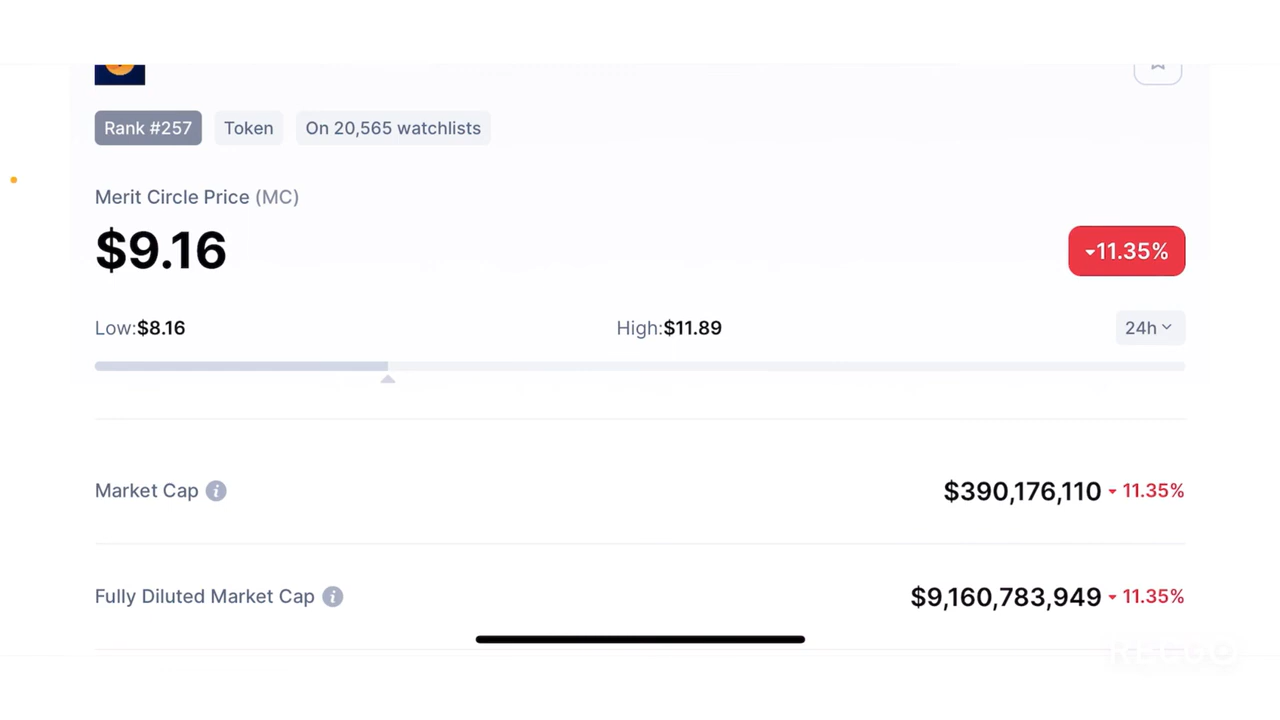 Rank #257 Token On 20,565 watchlists
Merit Circle Price (MC)
$9.16 11.35%
Low:$8.16 High:$11.89 24h
Market Cap i $390,176,110 11.35%
Fully Diluted Market Cap i $9,160,783,949 11.35%